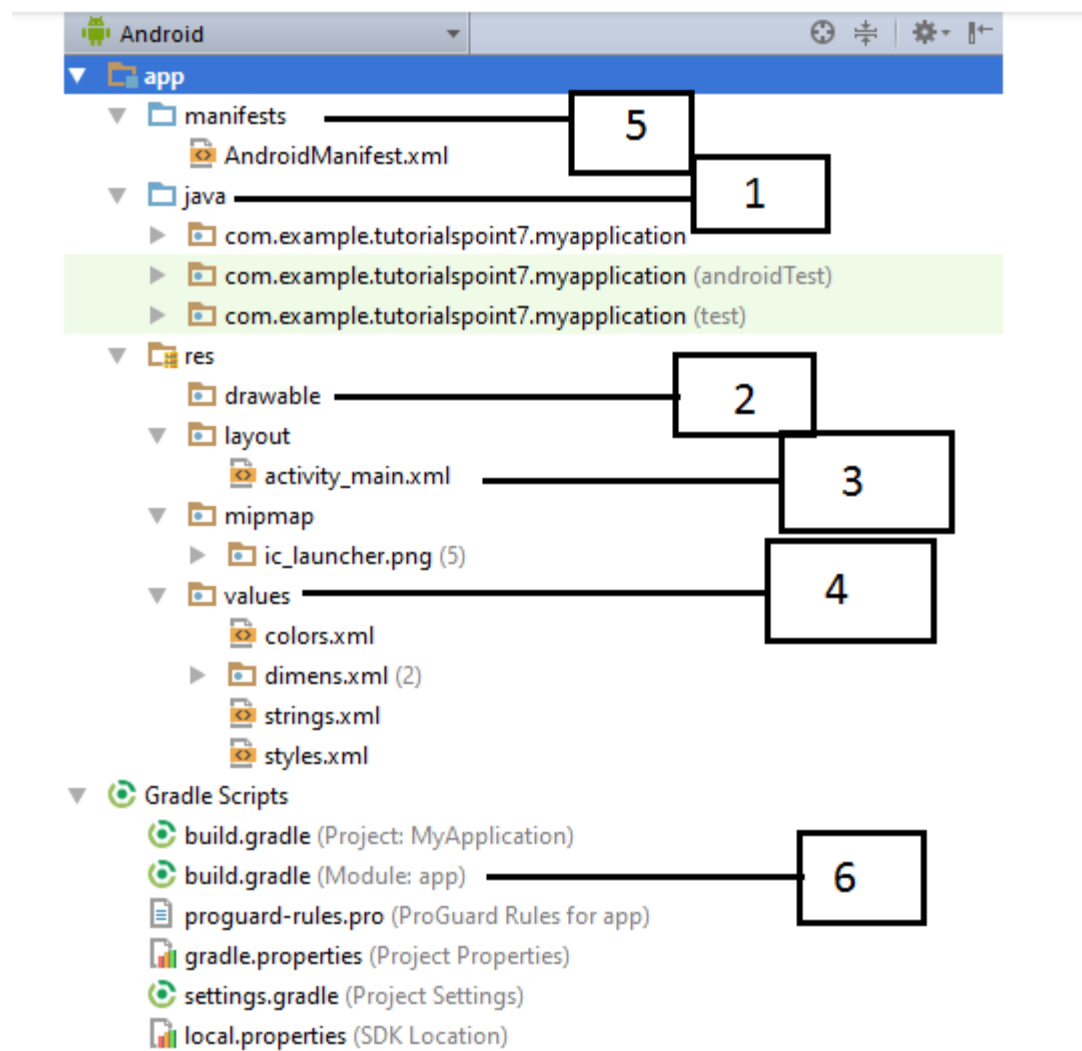 Android
app
manifests
5
AndroidManifest.xml
java
1
com.example.tutorialspoint7.myapplication
com.example.tutorialspoint7.myapplication (androidTest)
com.example.tutorialspoint7.myapplication (test)
res
drawable
2
layout
activity_main.xml
3
mipmap
ic_launcher.png (5)
values
4
colors.xml
dimens.xml (2)
strings.xml
styles.xml
Gradle Scripts
build.gradle (Project: MyApplication)
build.gradle (Module: app)
6
proguard-rules.pro (ProGuard Rules for app)
gradle.properties (Project Properties)
settings.gradle (Project Settings)
local.properties (SDK Location)